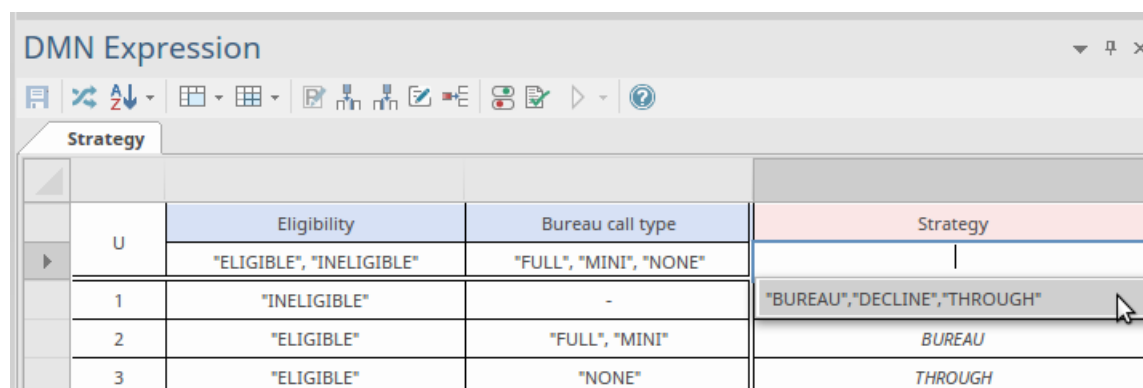 DMN Expression
Strategy
U Eligibility Bureau call type Strategy
"ELIGIBLE", "INELIGIBLE" "FULL", "MINI", "NONE"
1 "INELIGIBLE" - "BUREAU","DECLINE","THROUGH"
2 "ELIGIBLE" "FULL", "MINI" BUREAU
3 "ELIGIBLE" "NONE" THROUGH